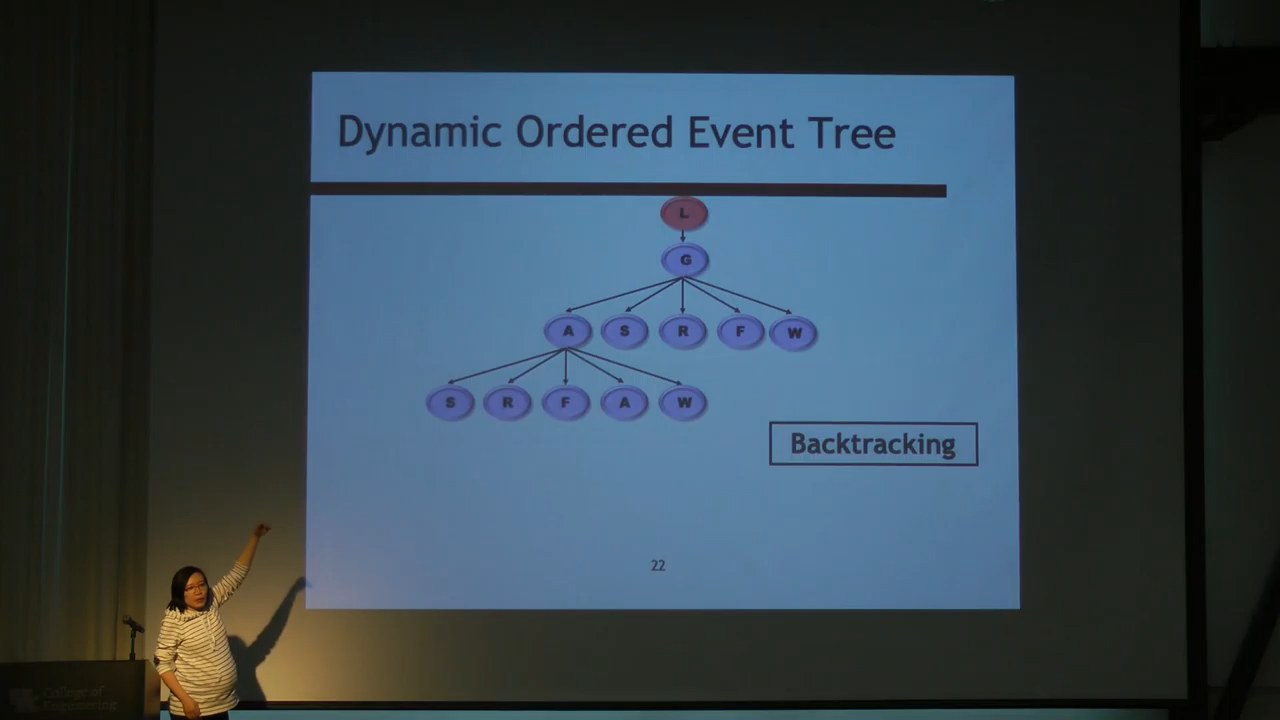 Dynamic Ordered Event Tree
L
G
A S R F W
S R F A W
Backtracking
22
College of
Engineering